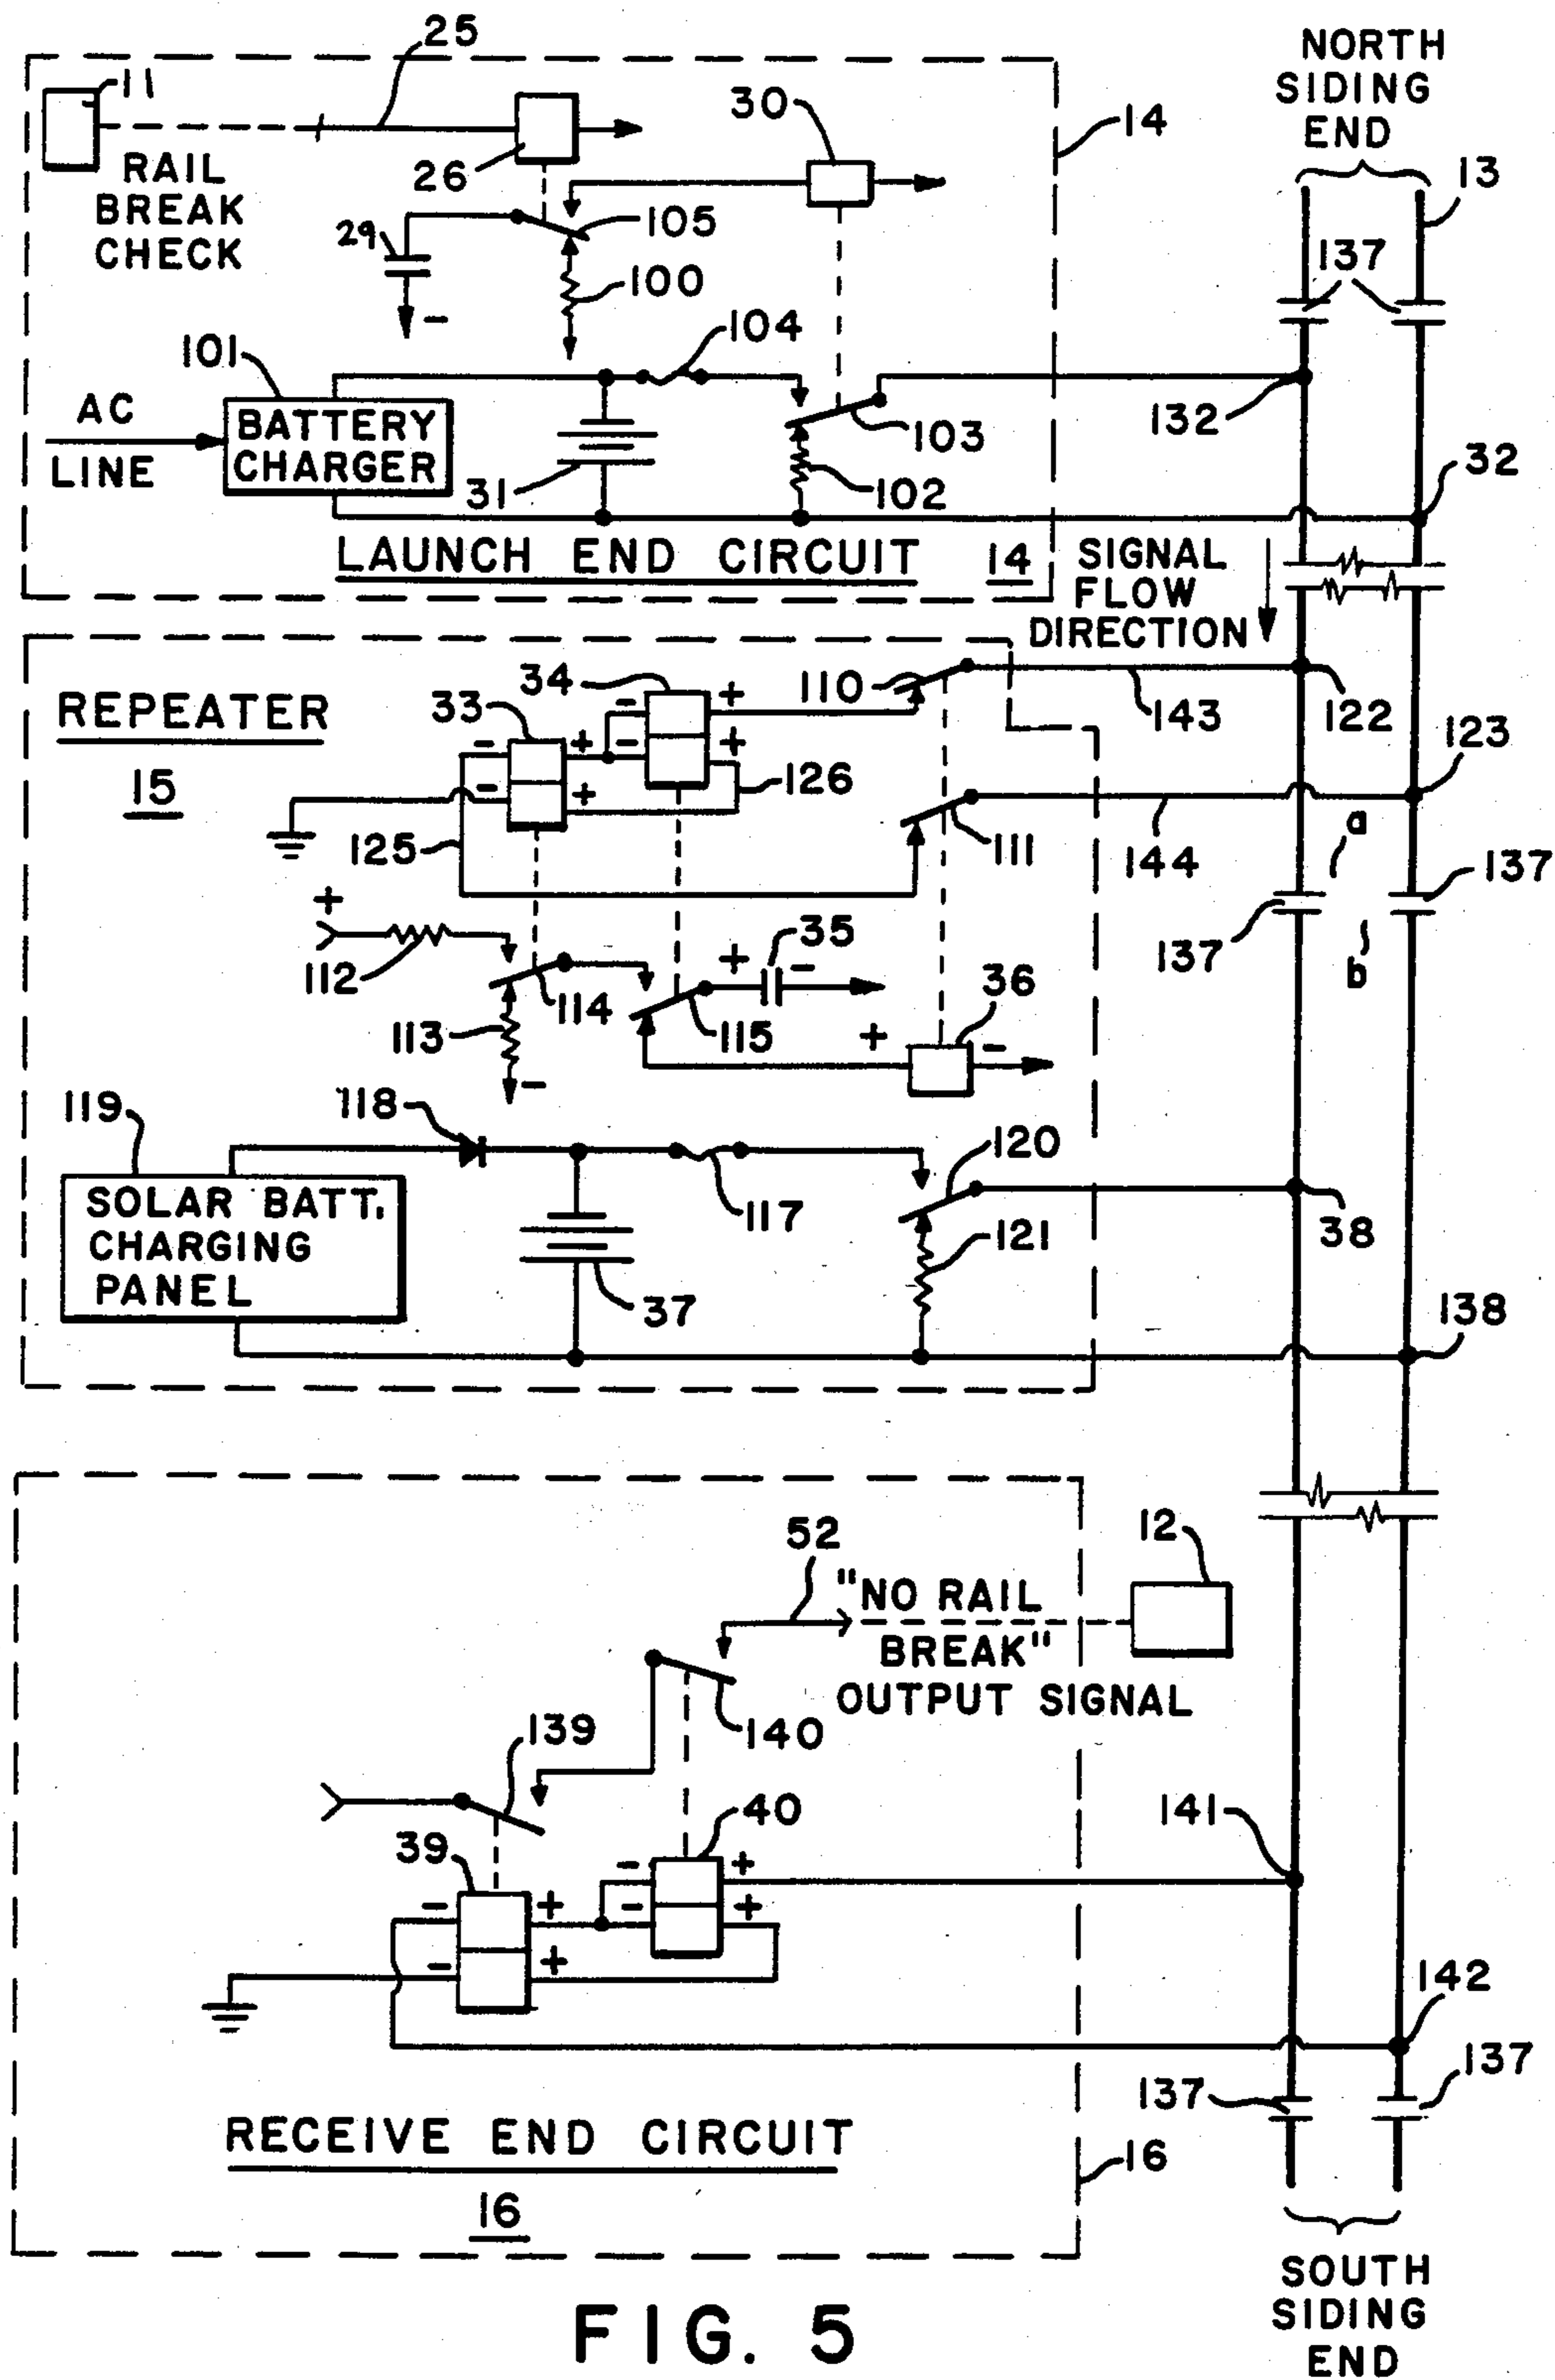 25
NORTH
SIDING
END
11
30
14
13
RAIL
BREAK
CHECK
26
105
29
137
100
104
101
AC
LINE
BATTERY
CHARGER
103
132
32
31
102
LAUNCH END CIRCUIT 14
SIGNAL
FLOW
DIRECTION
REPEATER
15
34
33
110
- +
- + - +
- +
126
143
122
123
125
111
144
a
137
137
b
+
112
114
35
+ -
36
113
115
+ -
-
119
118
120
SOLAR BATT.
CHARGING
PANEL
117
38
121
37
138
52
12
"NO RAIL
BREAK"
OUTPUT SIGNAL
140
139
40
141
39
- +
- + - +
- +
142
137
137
RECEIVE END CIRCUIT
16
16
SOUTH
SIDING
END
FIG. 5